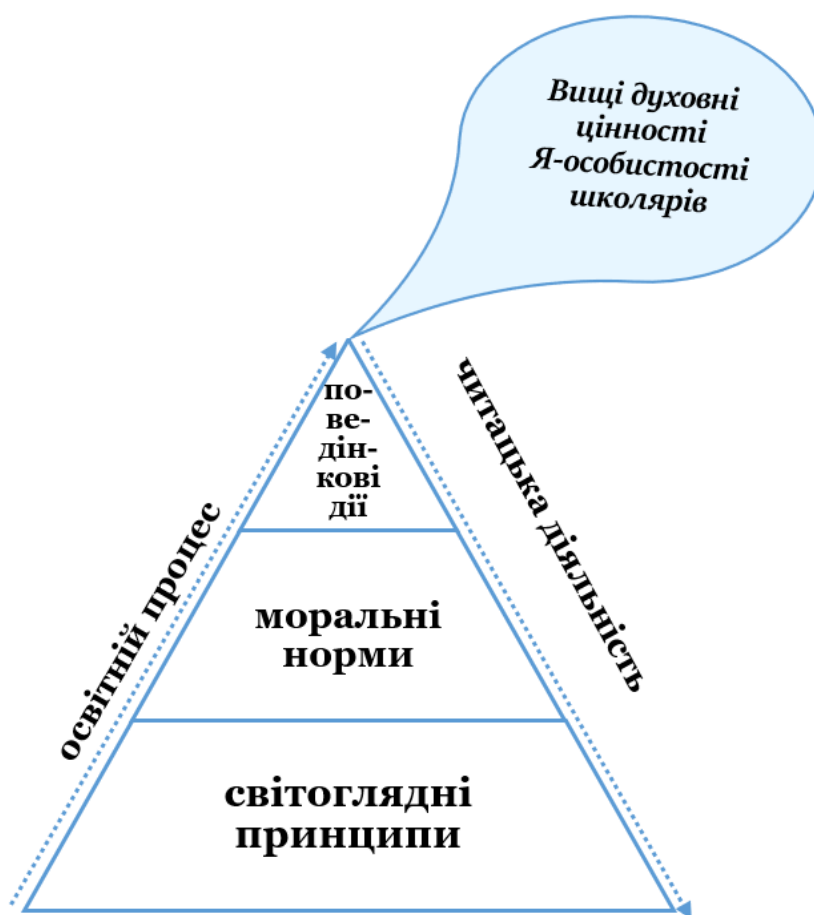 Вищі духовні
цінності
Я-особистості
школярів
по-
ве-
дін-
кові
дії
освітній процес
читацька діяльність
моральні
норми
світоглядні
принципи